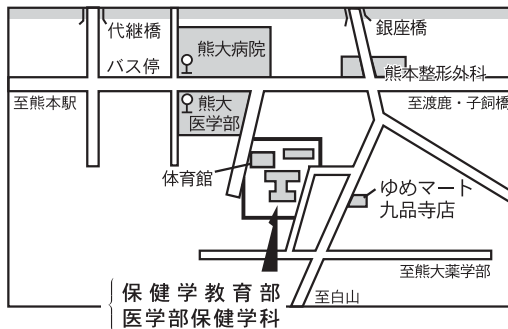 代継橋
銀座橋
熊大病院
バス停
熊本整形外科
至熊本駅
熊大
医学部
至渡鹿・子飼橋
体育館
ゆめマート
九品寺店
至熊大薬学部
保健学教育部
医学部保健学科
至白山